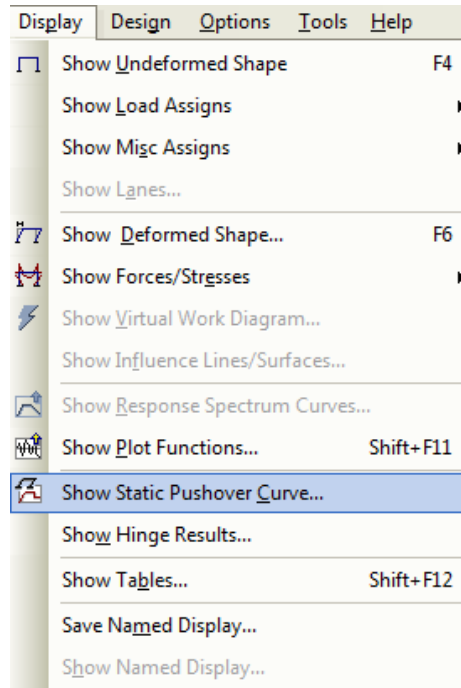 Display Design Options Tools Help
Show Undeformed Shape F4
Show Load Assigns
Show Misc Assigns
Show Lanes...
Show Deformed Shape... F6
Show Forces/Stresses
Show Virtual Work Diagram...
Show Influence Lines/Surfaces...
Show Response Spectrum Curves...
Show Plot Functions... Shift+F11
Show Static Pushover Curve...
Show Hinge Results...
Show Tables... Shift+F12
Save Named Display...
Show Named Display...